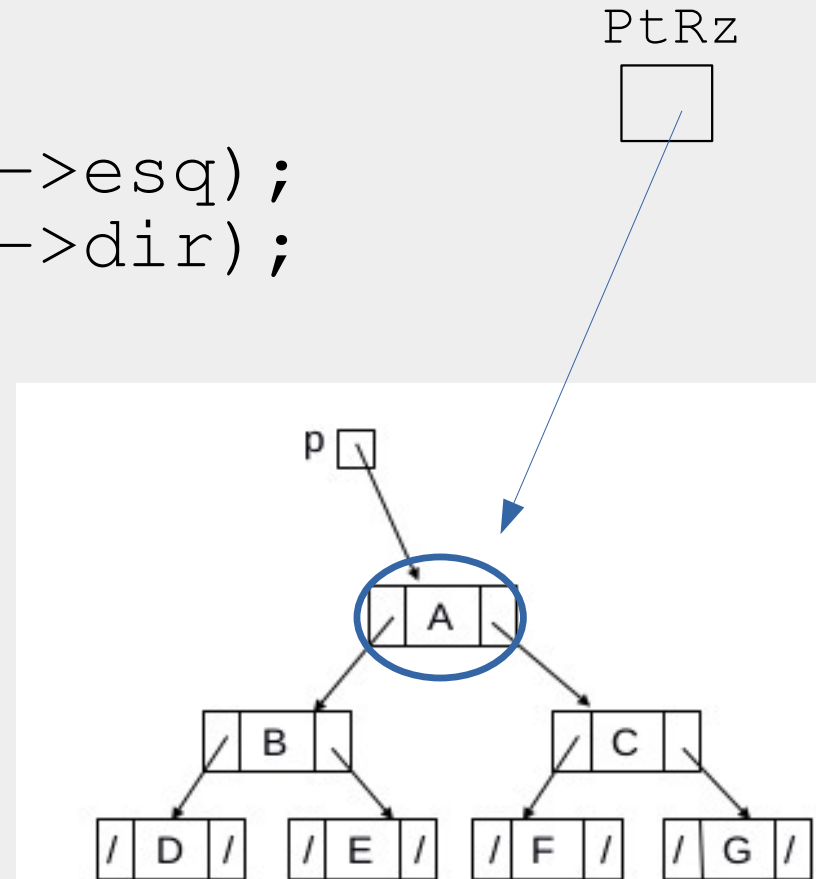 PtRz
->esq);
->dir);
p
A
B
C
/ D /
/ E /
/ F /
/ G /